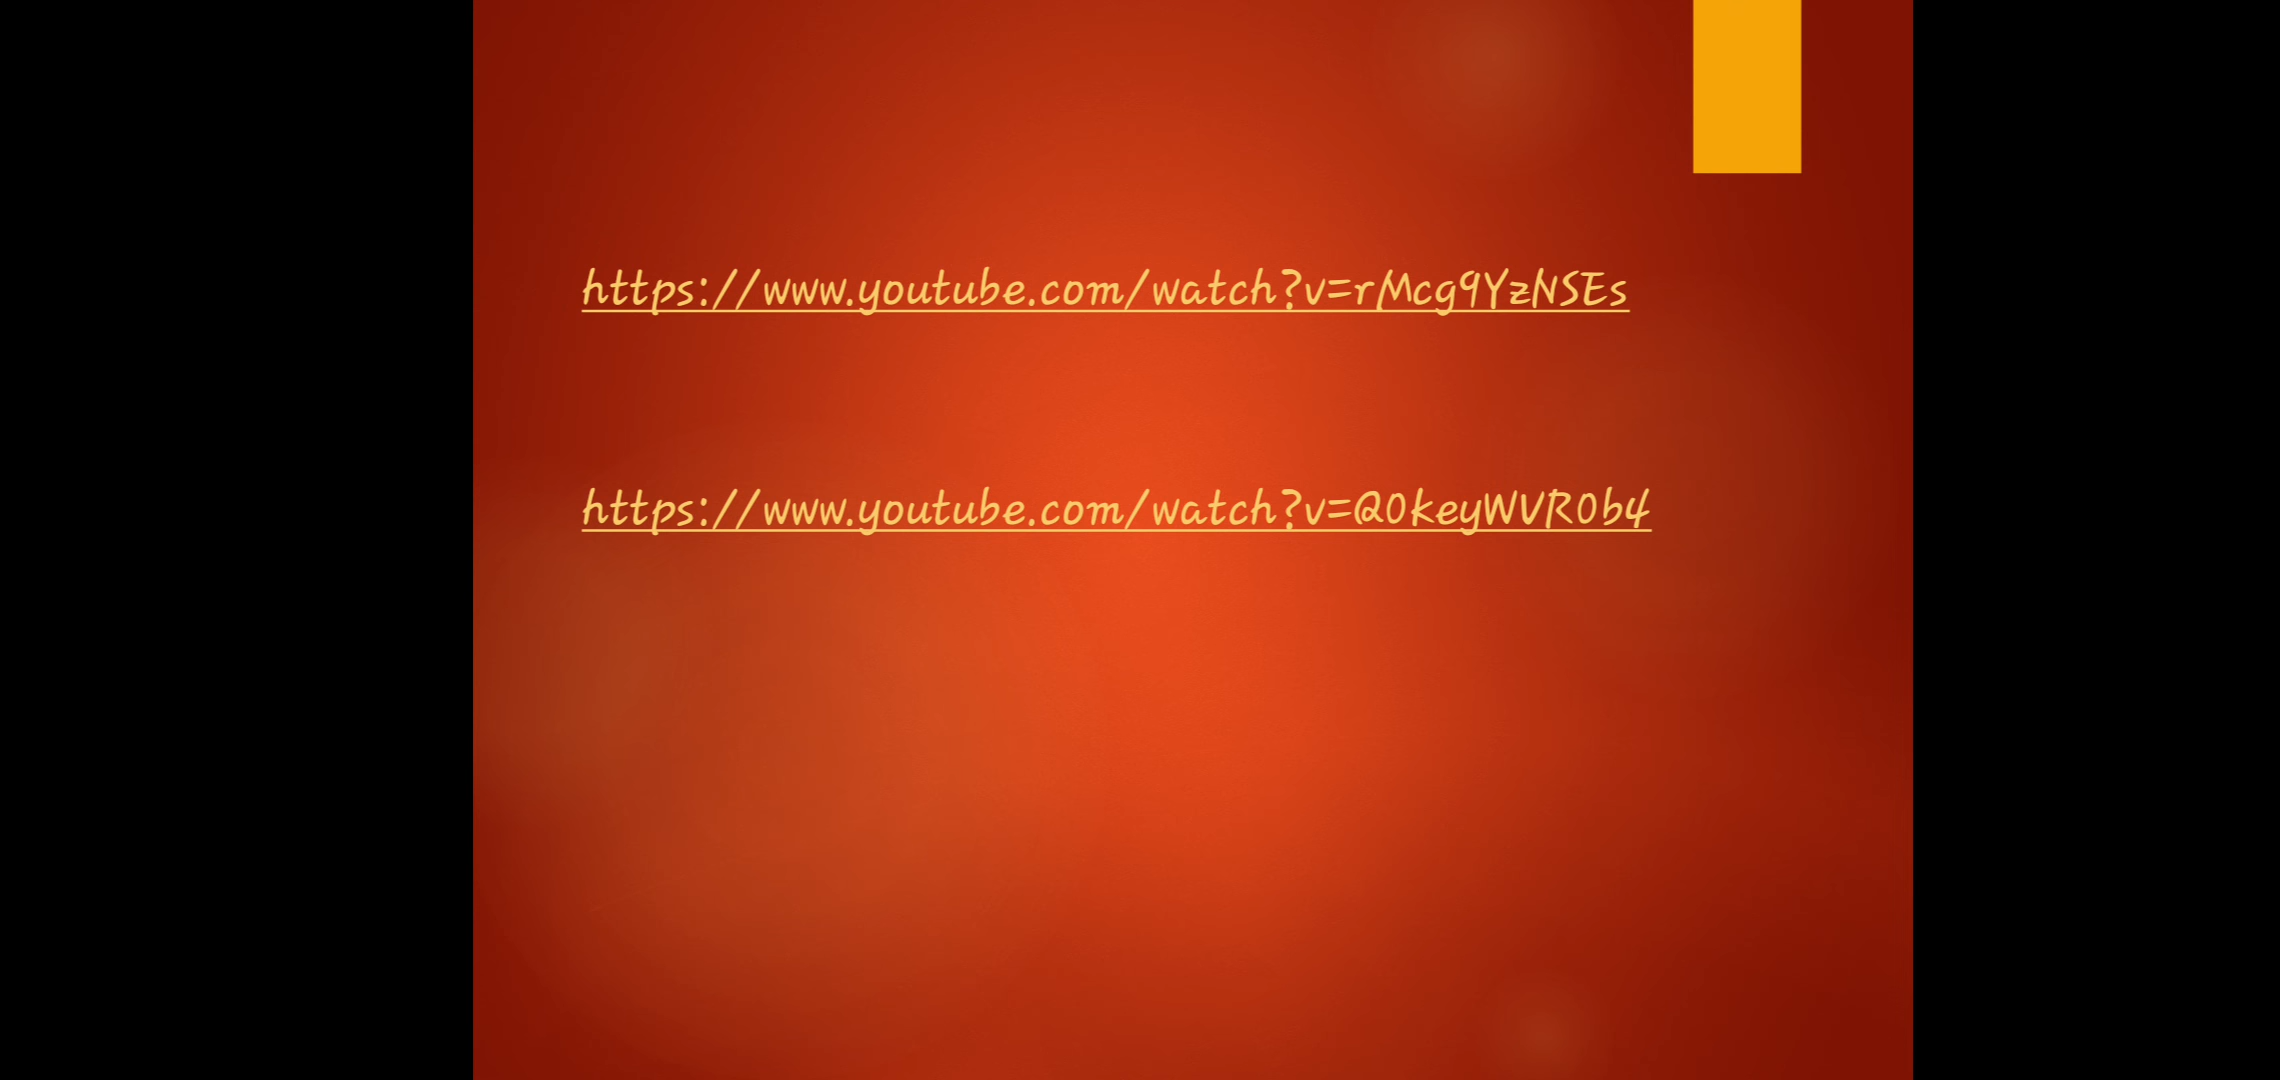 https://www.youtube.com/watch?v=rMcg9YzNSEs
https://www.youtube.com/watch?v=Q0keyWVR0b4